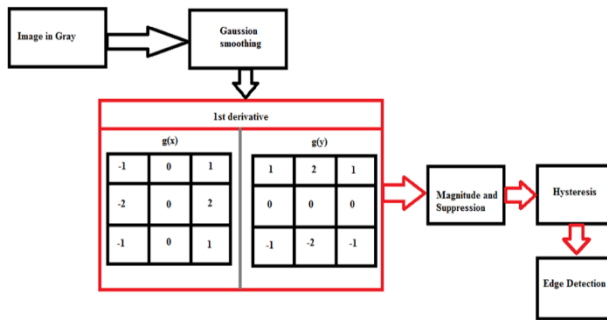 Image in Gray
Gaussion
smoothing
1st derivative
g(x)
g(y)
-1 0 1
-2 0 2
-1 0 1
1 2 1
0 0 0
-1 -2 -1
Magnitude and
Suppression
Hysteresis
Edge Detection